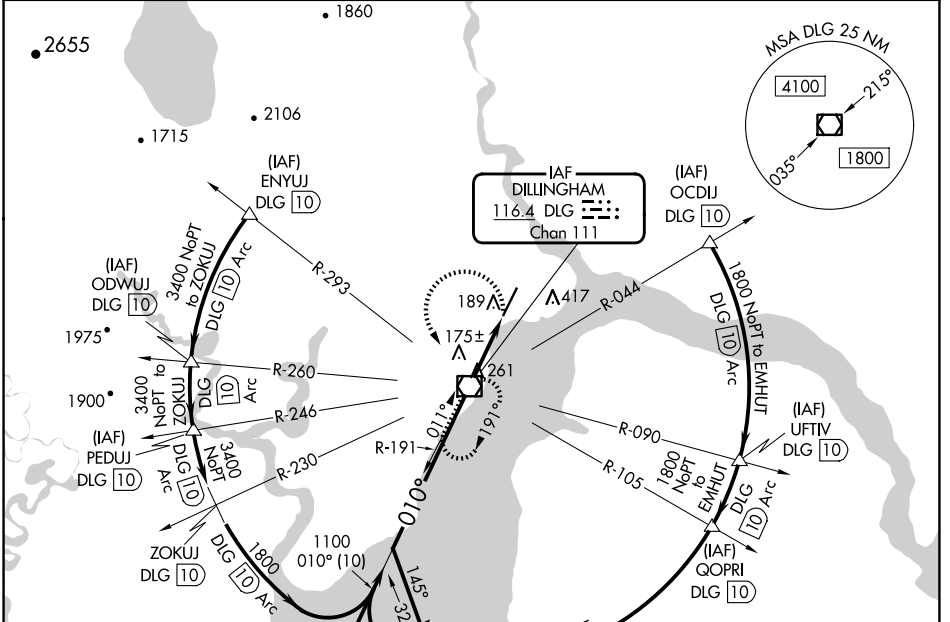 1860
2655
2106
1715
MSA DLG 25 NM
4100
215°
035°
1800
(IAF)
ENYUJ
DLG 10
IAF
DILLINGHAM
116.4 DLG
Chan 111
(IAF)
OCDIJ
DLG 10
3400 NoPT
to ZOKUJ
DLG 10 Arc
R-293
189
417
R-044
1800 NoPT to EMHUT
DLG 10 Arc
(IAF)
ODWUJ
DLG 10
1975
175±
261
R-260
1900
3400
NoPT to
ZOKUJ
DLG 10 Arc
R-246
011°
191°
R-191
R-090
(IAF)
UFTIV
DLG 10
(IAF)
PEDUJ
DLG 10
3400
NoPT
DLG 10 Arc
R-230
R-105
1800
NoPT
to
EMHUT
DLG 10 Arc
010°
ZOKUJ
DLG 10
1800
DLG 10 Arc
1100
010° (10)
145°
32
(IAF)
QOPRI
DLG 10